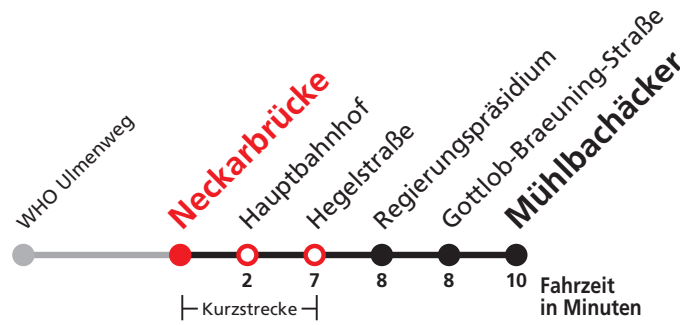 WHO Ulmenweg
Neckarbrücke
Hauptbahnhof
Hegelstraße
Regierungspräsidium
Gottlob-Braeuning-Straße
Mühlbachäcker
2 7 8 8 10
Fahrzeit
in Minuten
Kurzstrecke